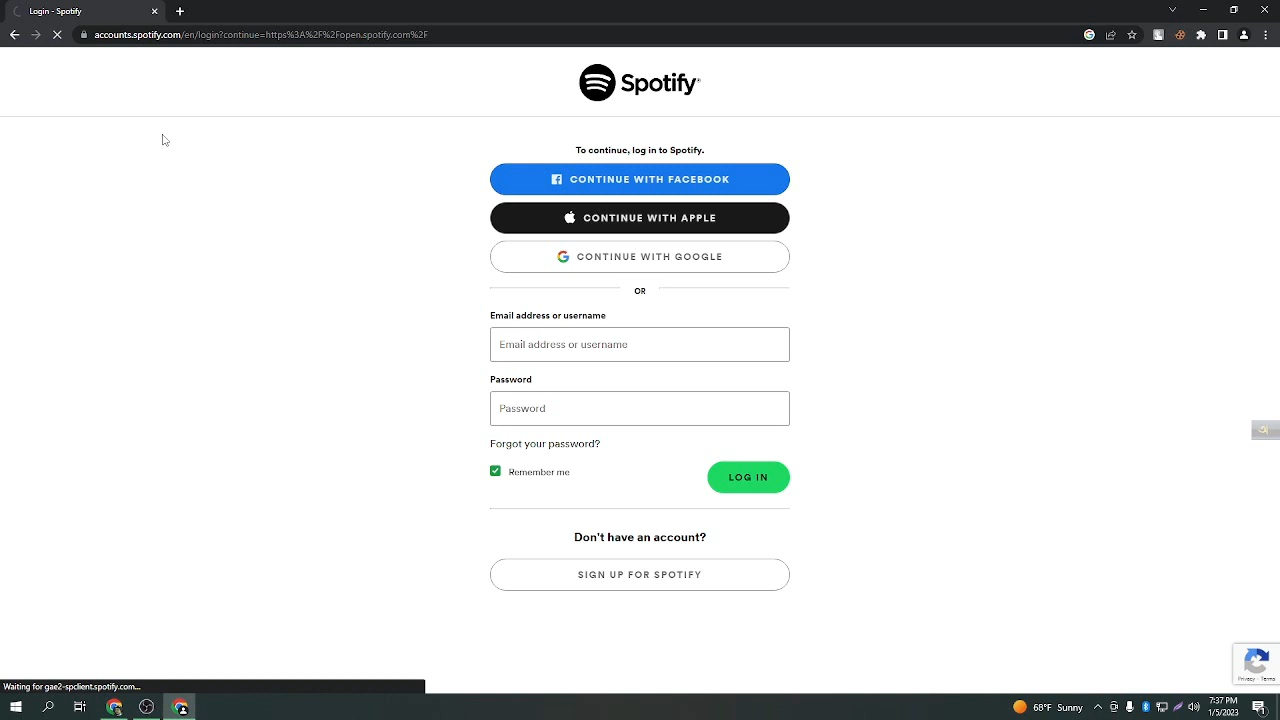 Login - Spotify
accounts.spotify.com/en/login?continue=https%3A%2F%2Fopen.spotify.com%2F
Spotify®
To continue, log in to Spotify.
CONTINUE WITH FACEBOOK
CONTINUE WITH APPLE
CONTINUE WITH GOOGLE
OR
Email address or username
Email address or username
Password
Password
Forgot your password?
Remember me
LOG IN
Don't have an account?
SIGN UP FOR SPOTIFY
Privacy - Terms
Waiting for gae2-spclient.spotify.com...
68°F Sunny
7:37 PM
1/5/2023